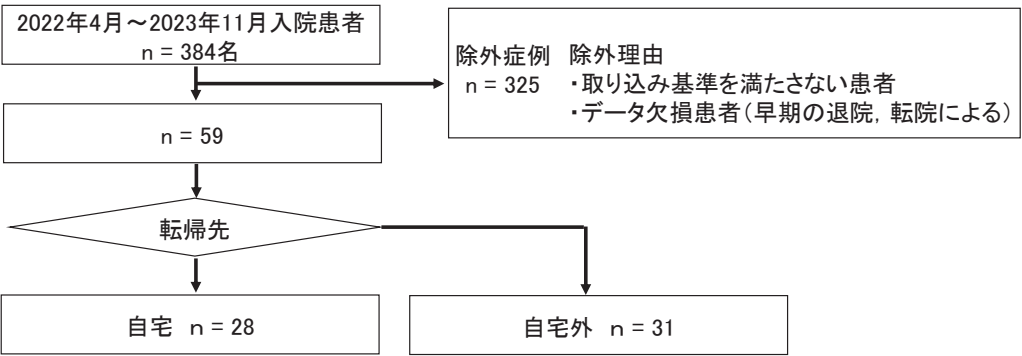 2022年4月～2023年11月入院患者
n = 384名
除外症例 除外理由
n = 325 ・取り込み基準を満たさない患者
・データ欠損患者（早期の退院，転院による）
n = 59
転帰先
自宅 n = 28
自宅外 n = 31